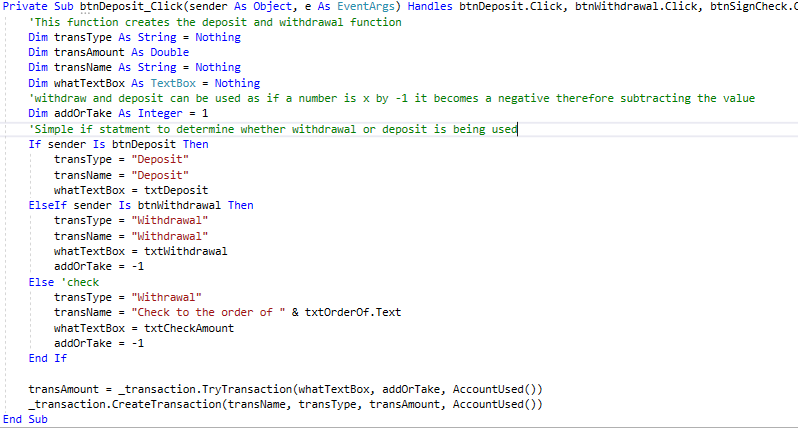 Private Sub btnDeposit_Click(sender As Object, e As EventArgs) Handles btnDeposit.Click, btnWithdrawal.Click, btnSignCheck.C
'This function creates the deposit and withdrawal function
Dim transType As String = Nothing
Dim transAmount As Double
Dim transName As String = Nothing
Dim whatTextBox As TextBox = Nothing
'withdraw and deposit can be used as if a number is x by -1 it becomes a negative therefore subtracting the value
Dim addOrTake As Integer = 1
'Simple if statment to determine whether withdrawal or deposit is being used
If sender Is btnDeposit Then
transType = "Deposit"
transName = "Deposit"
whatTextBox = txtDeposit
ElseIf sender Is btnWithdrawal Then
transType = "Withdrawal"
transName = "Withdrawal"
whatTextBox = txtWithdrawal
addOrTake = -1
Else 'check
transType = "Withrawal"
transName = "Check to the order of " & txtOrderOf.Text
whatTextBox = txtCheckAmount
addOrTake = -1
End If
transAmount = _transaction.TryTransaction(whatTextBox, addOrTake, AccountUsed())
_transaction.CreateTransaction(transName, transType, transAmount, AccountUsed())
End Sub